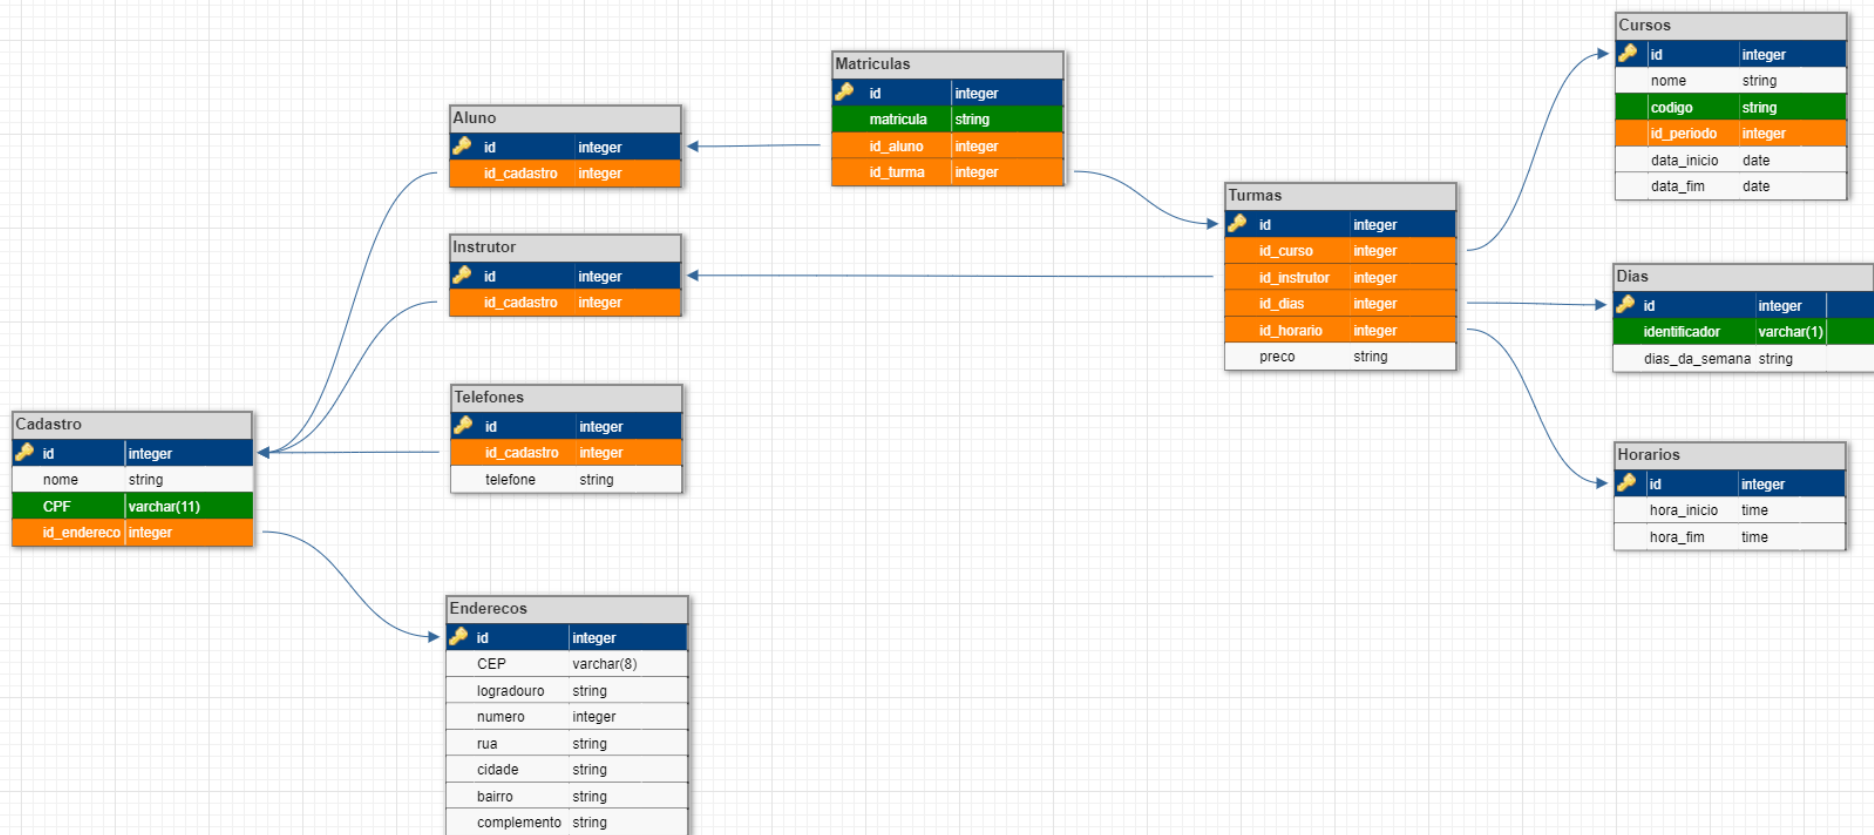 Cadastro
id integer
nome string
CPF varchar(11)
id_endereco integer
Aluno
id integer
id_cadastro integer
Instrutor
id integer
id_cadastro integer
Telefones
id integer
id_cadastro integer
telefone string
Enderecos
id integer
CEP varchar(8)
logradouro string
numero integer
rua string
cidade string
bairro string
complemento string
Matriculas
id integer
matricula string
id_aluno integer
id_turma integer
Turmas
id integer
id_curso integer
id_instrutor integer
id_dias integer
id_horario integer
preco string
Cursos
id integer
nome string
codigo string
id_periodo integer
data_inicio date
data_fim date
Dias
id integer
identificador varchar(1)
dias_da_semana string
Horarios
id integer
hora_inicio time
hora_fim time